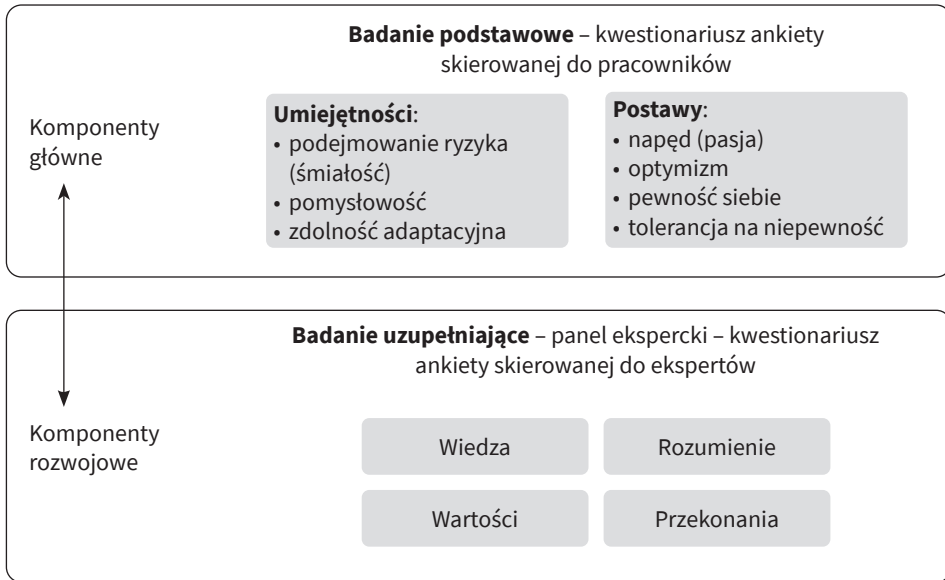 Badanie podstawowe – kwestionariusz ankiety
skierowanej do pracowników
Komponenty
główne
Umiejętności:
• podejmowanie ryzyka
(śmiałość)
• pomysłowość
• zdolność adaptacyjna
Postawy:
• napęd (pasja)
• optymizm
• pewność siebie
• tolerancja na niepewność
Badanie uzupełniające – panel ekspercki – kwestionariusz
ankiety skierowanej do ekspertów
Komponenty
rozwojowe
Wiedza
Rozumienie
Wartości
Przekonania